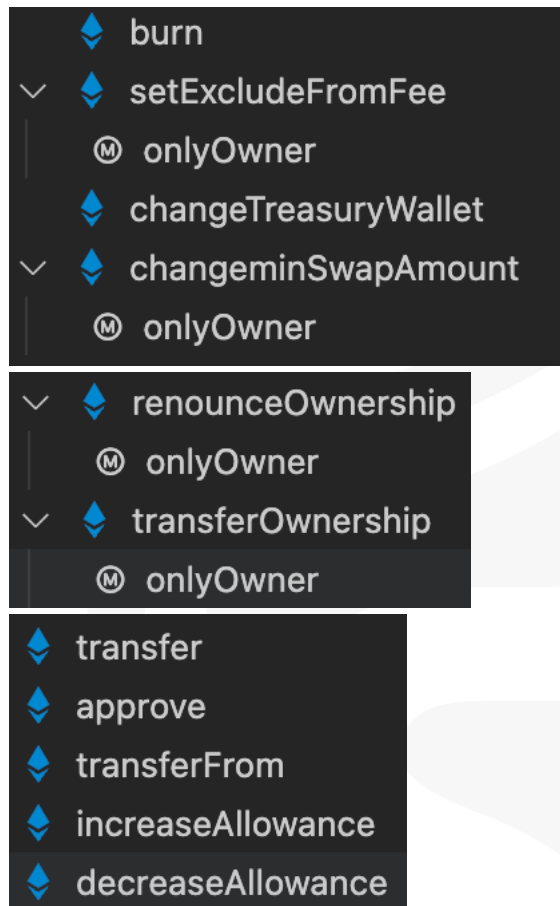 burn
setExcludeFromFee
M onlyOwner
changeTreasuryWallet
changeminSwapAmount
M onlyOwner
renounceOwnership
M onlyOwner
transferOwnership
M onlyOwner
transfer
approve
transferFrom
increaseAllowance
decreaseAllowance